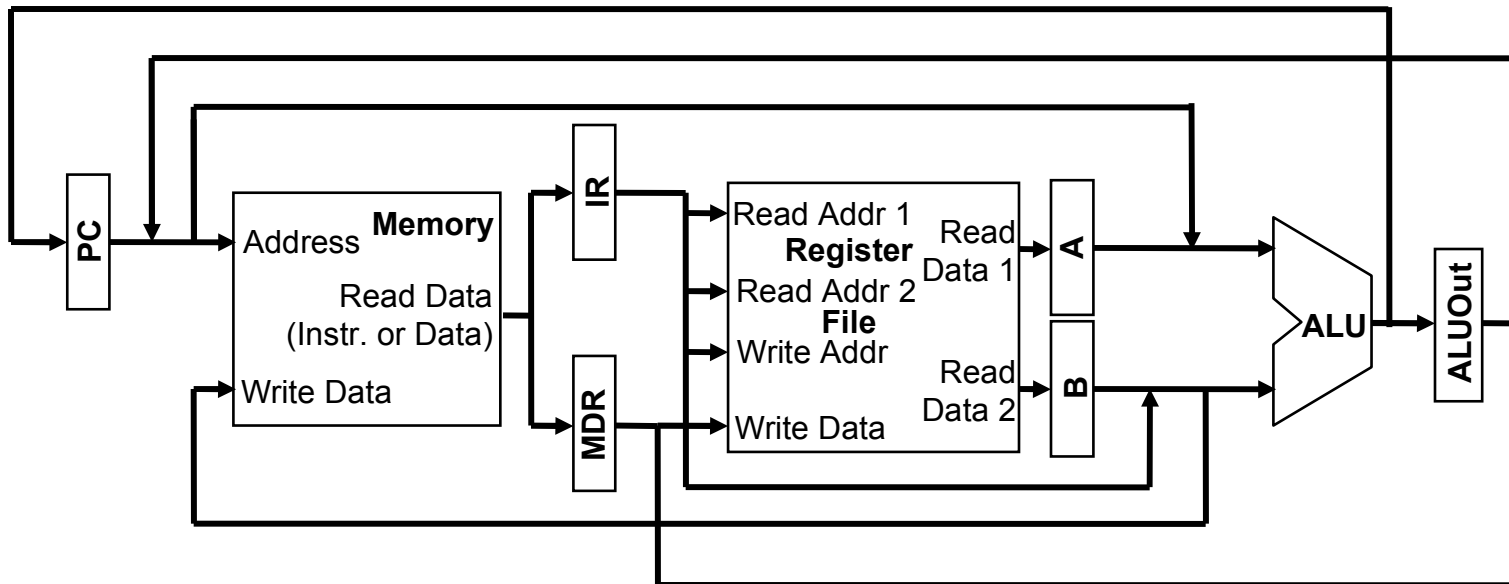 PC
Memory
Address
Read Data
(Instr. or Data)
Write Data
IR
MDR
Read Addr 1
Register
Read Addr 2
File
Write Addr
Write Data
Read
Data 1
Read
Data 2
A
B
ALU
ALUOut